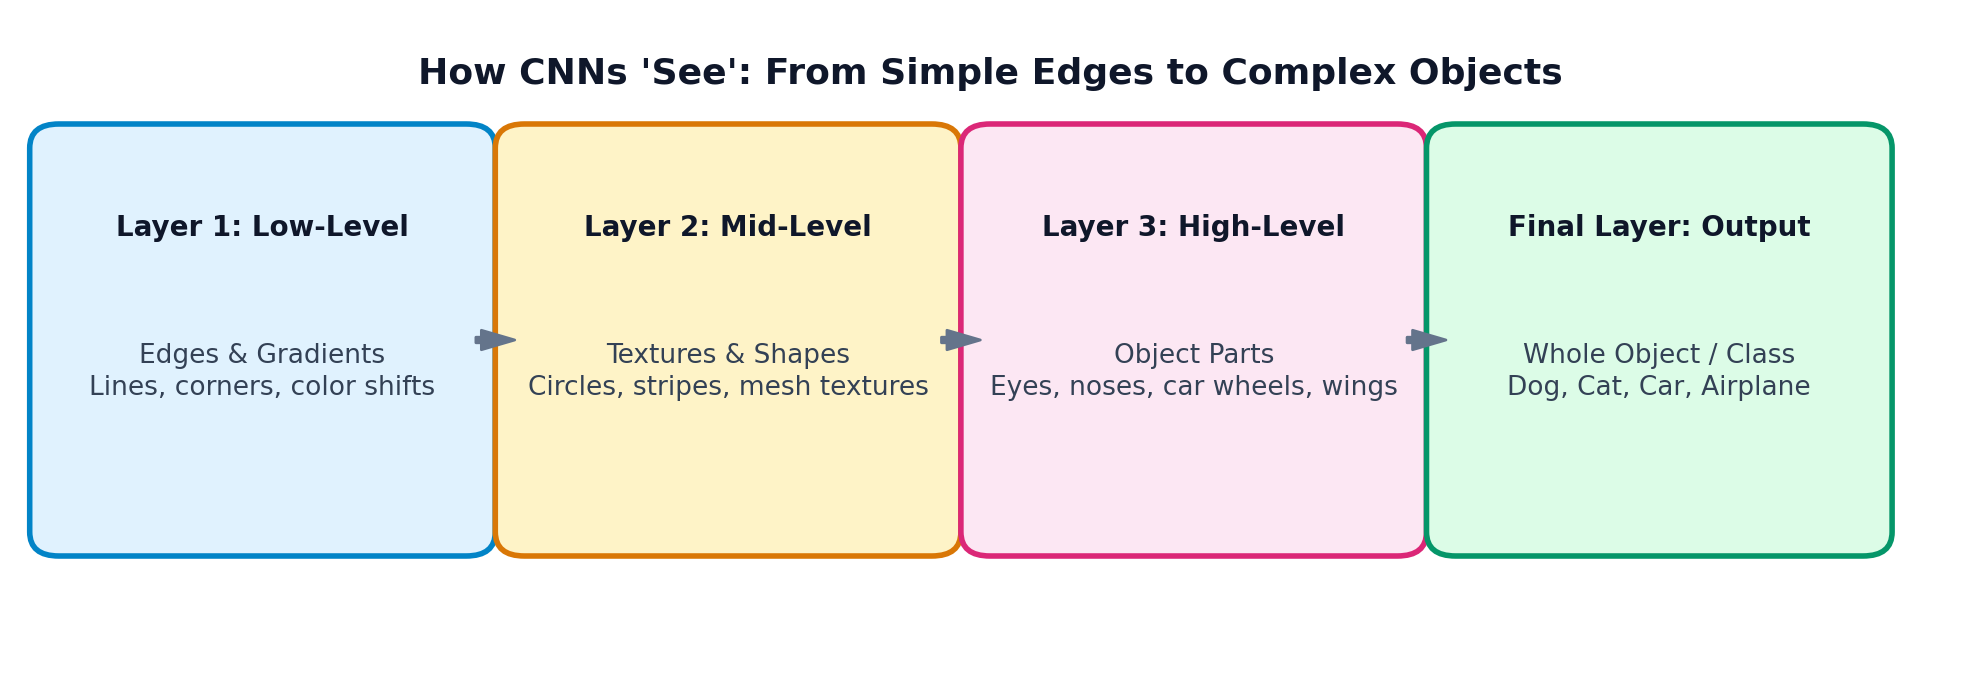 How CNNs 'See': From Simple Edges to Complex Objects
Layer 1: Low-Level
Edges & Gradients
Lines, corners, color shifts
Layer 2: Mid-Level
Textures & Shapes
Circles, stripes, mesh textures
Layer 3: High-Level
Object Parts
Eyes, noses, car wheels, wings
Final Layer: Output
Whole Object / Class
Dog, Cat, Car, Airplane